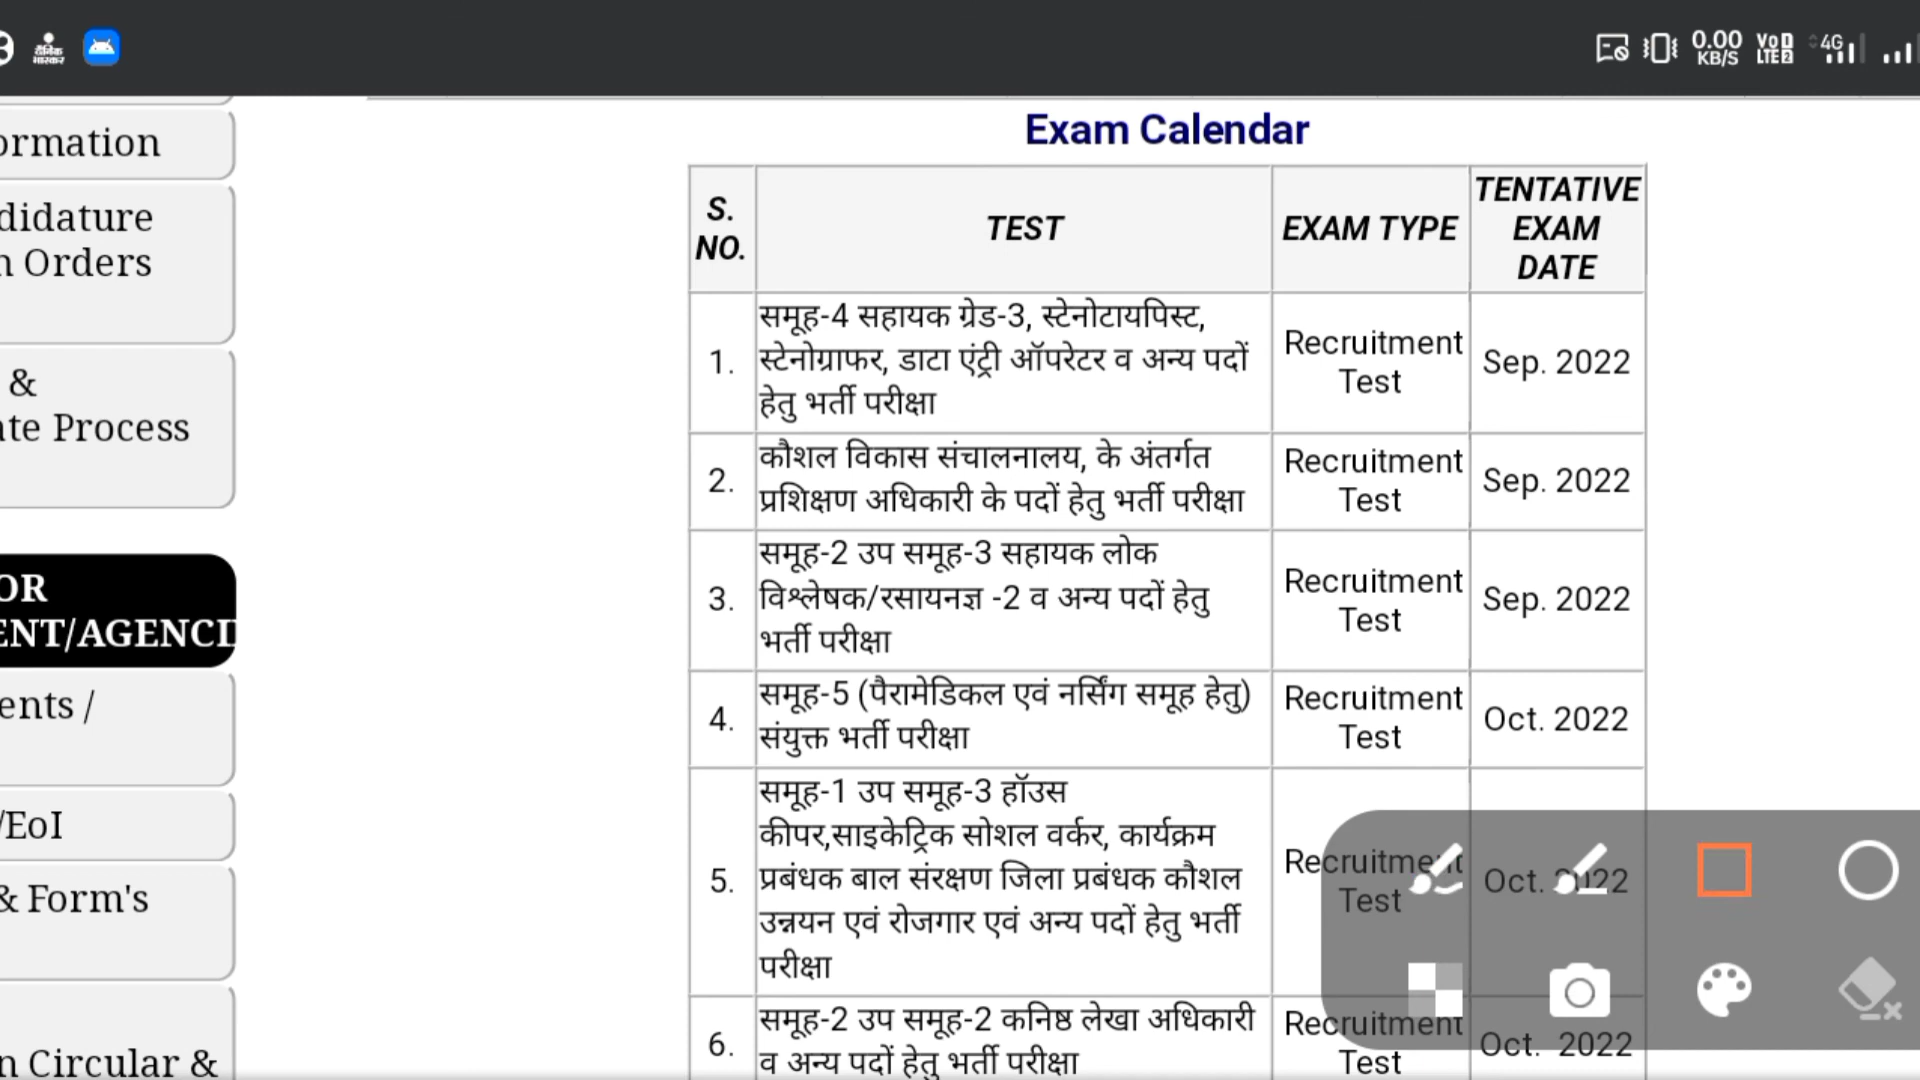 दैनिक
भास्कर
0.00
KB/S
VoD
LTE2
4G
ormation
didature
n Orders
&
ate Process
OR
ENT/AGENCI
ents /
/EoI
& Form's
n Circular &
Exam Calendar
S. NO.
TEST
EXAM TYPE
TENTATIVE EXAM DATE
1.
समूह-4 सहायक ग्रेड-3, स्टेनोटायपिस्ट,
स्टेनोग्राफर, डाटा एंट्री ऑपरेटर व अन्य पदों
हेतु भर्ती परीक्षा
Recruitment
Test
Sep. 2022
2.
कौशल विकास संचालनालय, के अंतर्गत
प्रशिक्षण अधिकारी के पदों हेतु भर्ती परीक्षा
Recruitment
Test
Sep. 2022
3.
समूह-2 उप समूह-3 सहायक लोक
विश्लेषक/रसायनज्ञ -2 व अन्य पदों हेतु
भर्ती परीक्षा
Recruitment
Test
Sep. 2022
4.
समूह-5 (पैरामेडिकल एवं नर्सिंग समूह हेतु)
संयुक्त भर्ती परीक्षा
Recruitment
Test
Oct. 2022
5.
समूह-1 उप समूह-3 हॉउस
कीपर,साइकेट्रिक सोशल वर्कर, कार्यक्रम
प्रबंधक बाल संरक्षण जिला प्रबंधक कौशल
उन्नयन एवं रोजगार एवं अन्य पदों हेतु भर्ती
परीक्षा
Recruitment
Test
Oct. 2022
6.
समूह-2 उप समूह-2 कनिष्ठ लेखा अधिकारी
व अन्य पदों हेतु भर्ती परीक्षा
Recruitment
Test
Oct. 2022